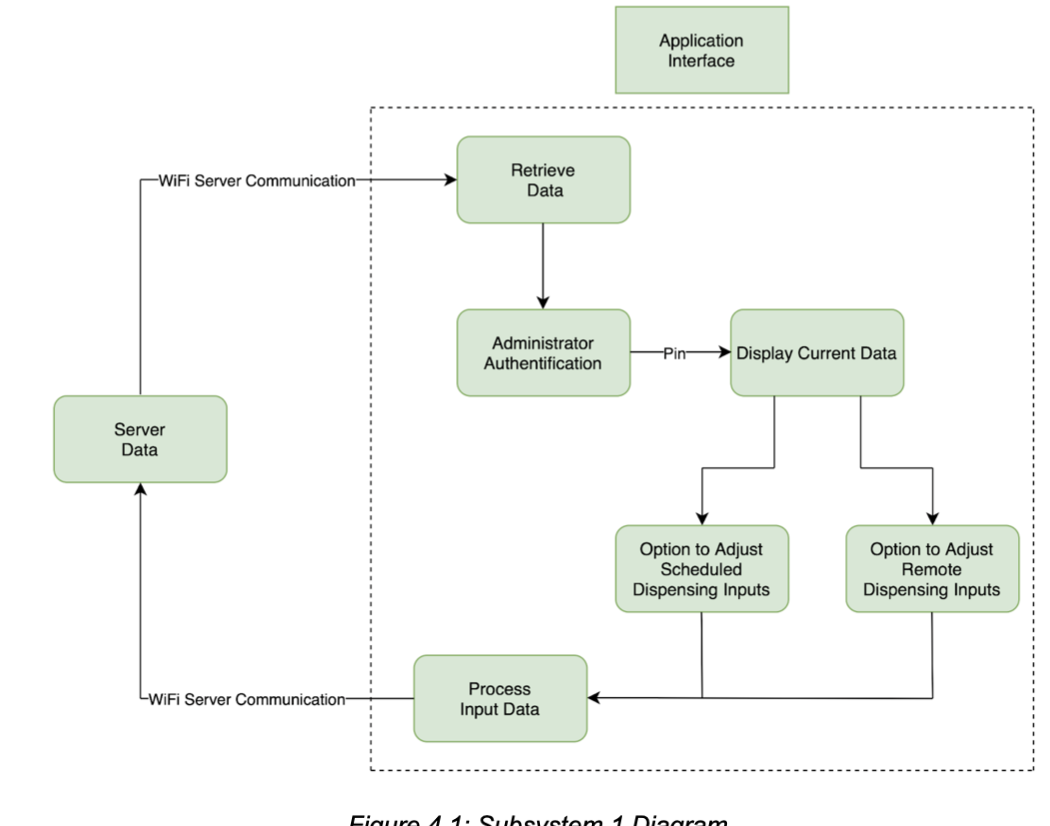 Application
Interface
Retrieve
Data
WiFi Server Communication
Administrator
Authentification
Pin
Display Current Data
Server
Data
Option to Adjust
Scheduled
Dispensing Inputs
Option to Adjust
Remote
Dispensing Inputs
Process
Input Data
WiFi Server Communication
Figure 4.1: Subsystem 1 Diagram